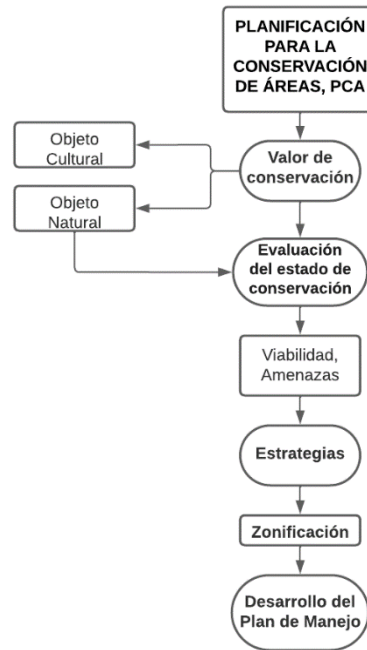 PLANIFICACIÓN
PARA LA
CONSERVACIÓN
DE ÁREAS, PCA
Objeto
Cultural
Valor de
conservación
Objeto
Natural
Evaluación
del estado de
conservación
Viabilidad,
Amenazas
Estrategias
Zonificación
Desarrollo del
Plan de Manejo